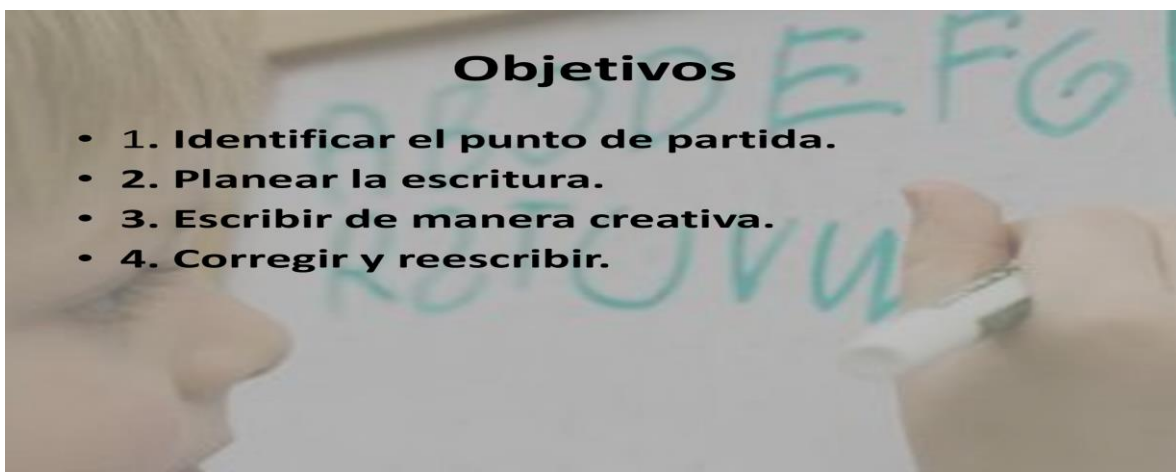 Objetivos
• 1. Identificar el punto de partida.
• 2. Planear la escritura.
• 3. Escribir de manera creativa.
• 4. Corregir y reescribir.
A B C D E F G
R S T U V W